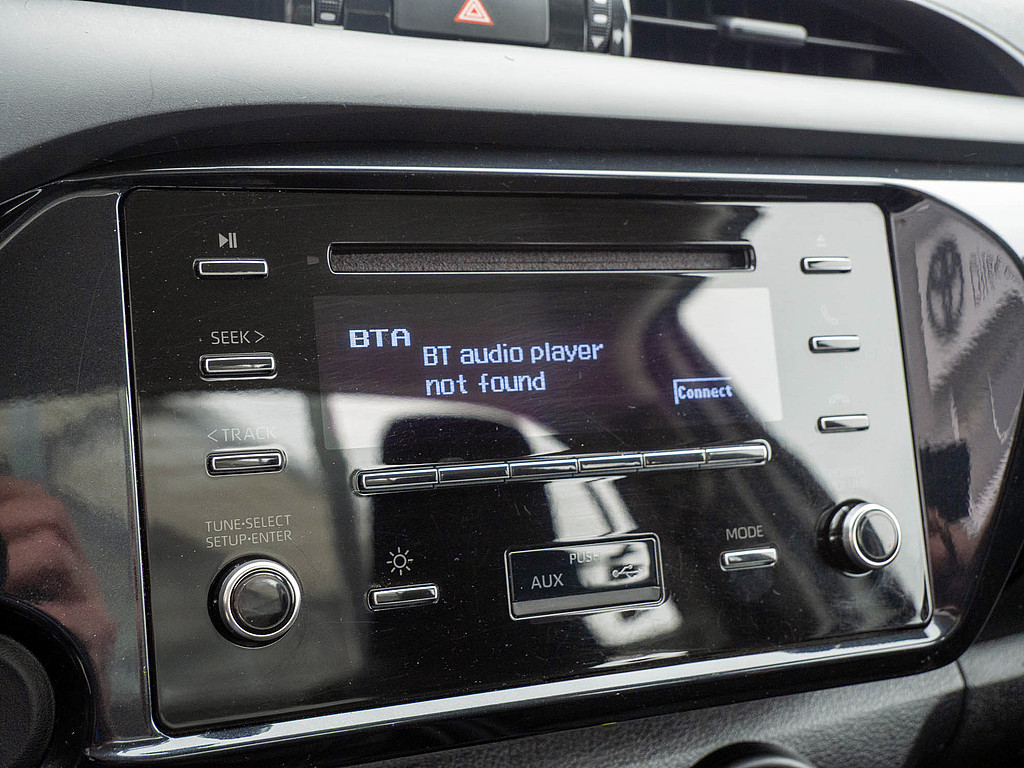 SEEK >
BTA
BT audio player
not found
Connect
< TRACK
TUNE•SELECT
SETUP•ENTER
PUSH
AUX
MODE